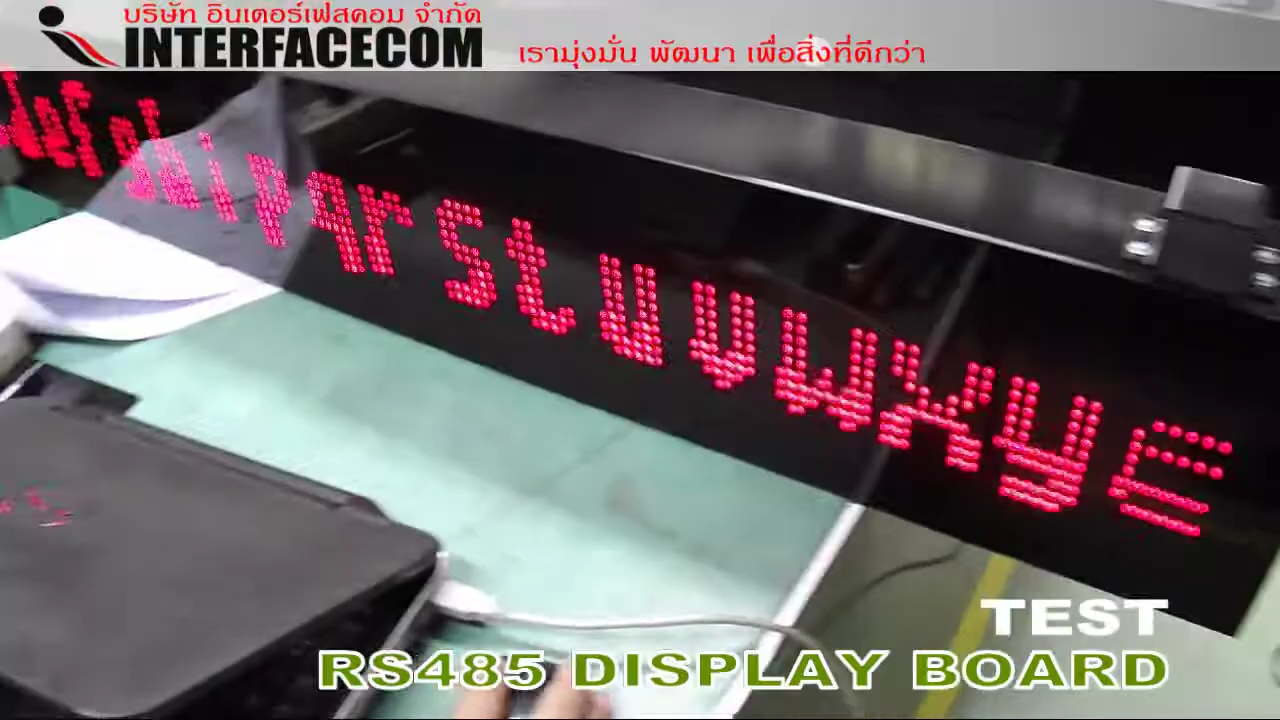 บริษัท อินเตอร์เฟสคอม จำกัด
INTERFACECOM
เรามุ่งมั่น พัฒนา เพื่อสิ่งที่ดีกว่า
pqrstuvwxy
TEST
RS485 DISPLAY BOARD